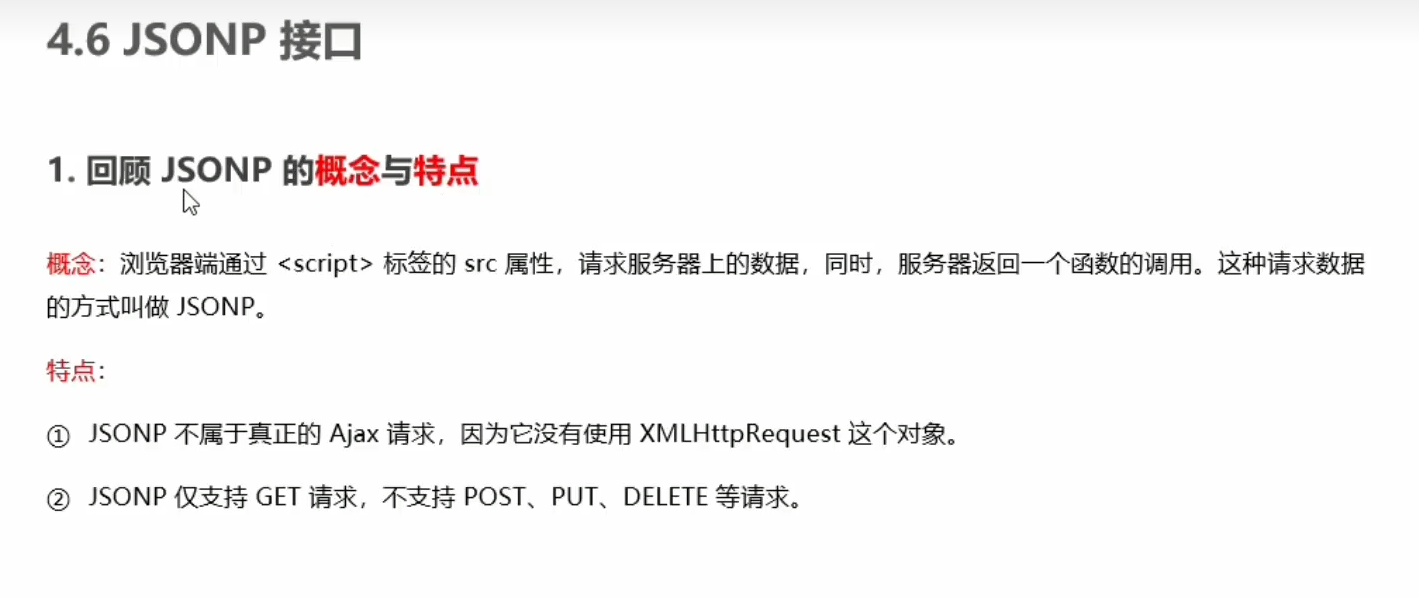 4.6 JSONP 接口
1. 回顾 JSONP 的概念与特点
概念：浏览器端通过 <script> 标签的 src 属性，请求服务器上的数据，同时，服务器返回一个函数的调用。这种请求数据
的方式叫做 JSONP。
特点：
① JSONP 不属于真正的 Ajax 请求，因为它没有使用 XMLHttpRequest 这个对象。
② JSONP 仅支持 GET 请求，不支持 POST、PUT、DELETE 等请求。